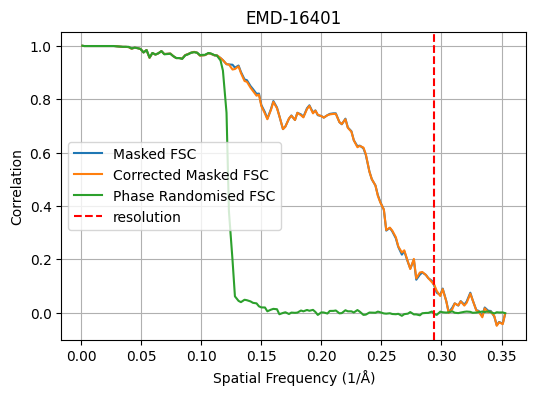 EMD-16401
1.0
0.8
0.6
0.4
0.2
0.0
Correlation
Masked FSC
Corrected Masked FSC
Phase Randomised FSC
resolution
0.00 0.05 0.10 0.15 0.20 0.25 0.30 0.35
Spatial Frequency (1/Å)